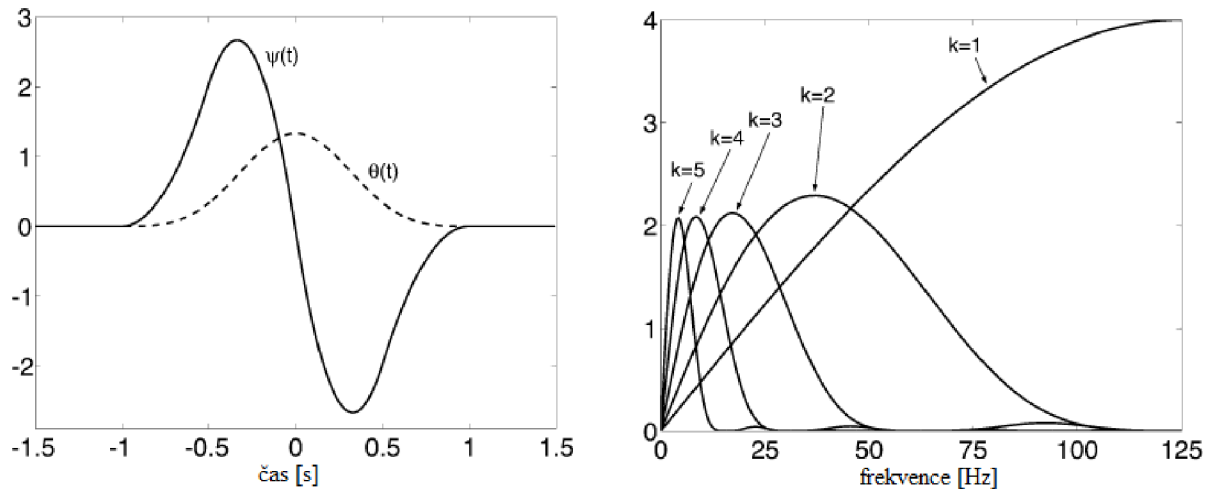 3
2
1
0
-1
-2
ψ(t)
θ(t)
-1.5 -1 -0.5 0 0.5 1 1.5
čas [s]
4
3
2
1
0
k=1
k=2
k=3
k=4
k=5
0 25 50 75 100 125
frekvence [Hz]